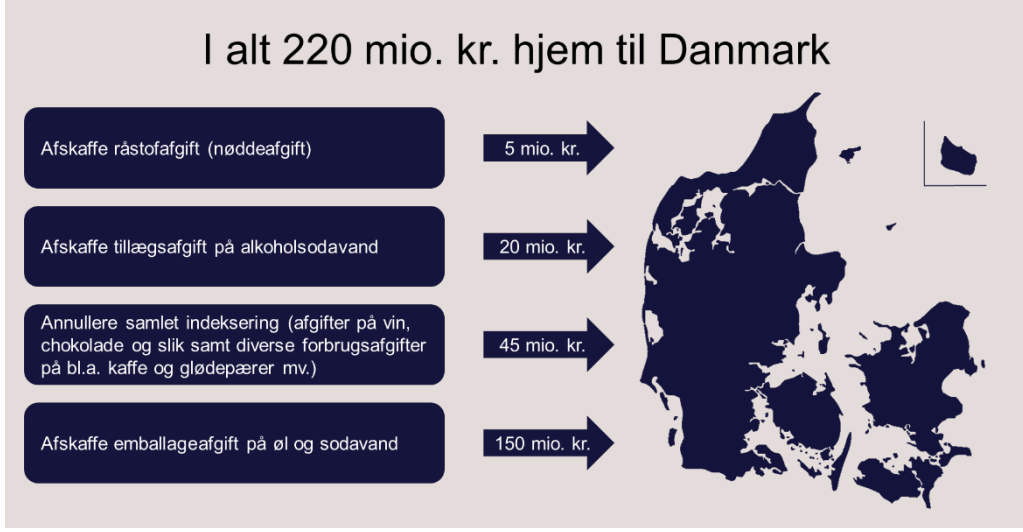 I alt 220 mio. kr. hjem til Danmark
Afskaffe råstofafgift (nøddeafgift)
5 mio. kr.
Afskaffe tillægsafgift på alkoholsodavand
20 mio. kr.
Annullere samlet indeksering (afgifter på vin,
chokolade og slik samt diverse forbrugsafgifter
på bl.a. kaffe og glødepærer mv.)
45 mio. kr.
Afskaffe emballageafgift på øl og sodavand
150 mio. kr.